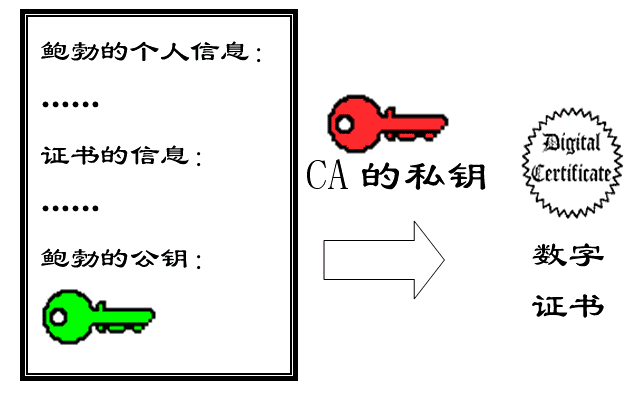 鲍勃的个人信息：
……
证书的信息：
……
鲍勃的公钥：
CA 的私钥
Digital
Certificate
数字
证书